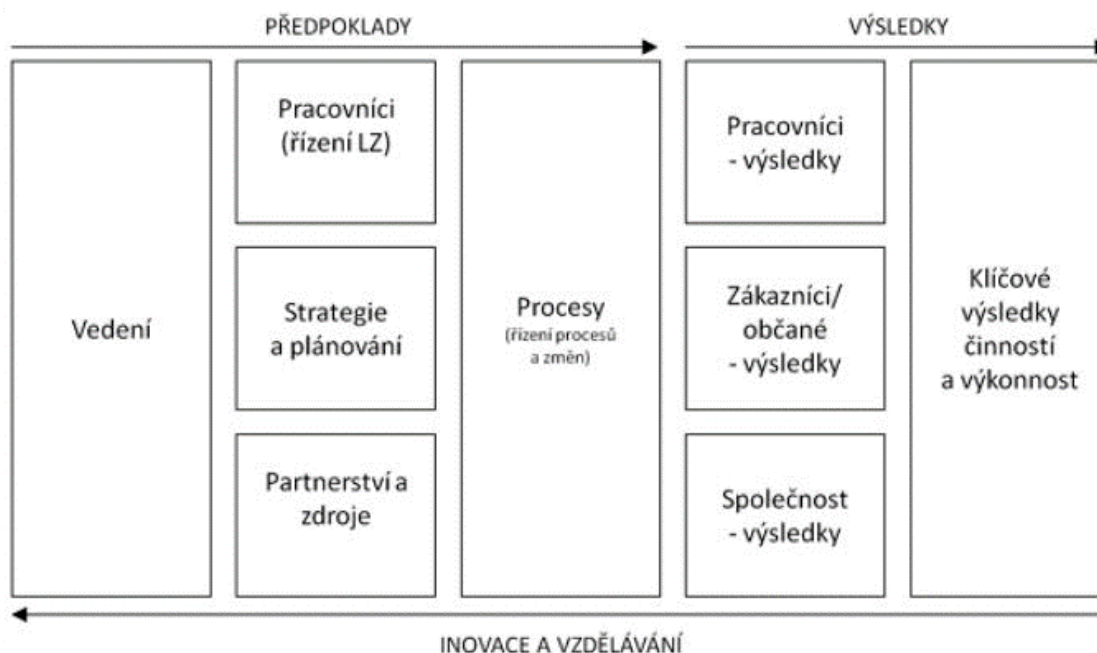 PŘEDPOKLADY
VÝSLEDKY
Vedení
Pracovníci
(řízení LZ)
Strategie
a plánování
Partnerství a
zdroje
Procesy
(řízení procesů
a změn)
Pracovníci
- výsledky
Zákazníci/
občané
- výsledky
Společnost
- výsledky
Klíčové
výsledky
činností
a výkonnost
INOVACE A VZDĚLÁVÁNÍ